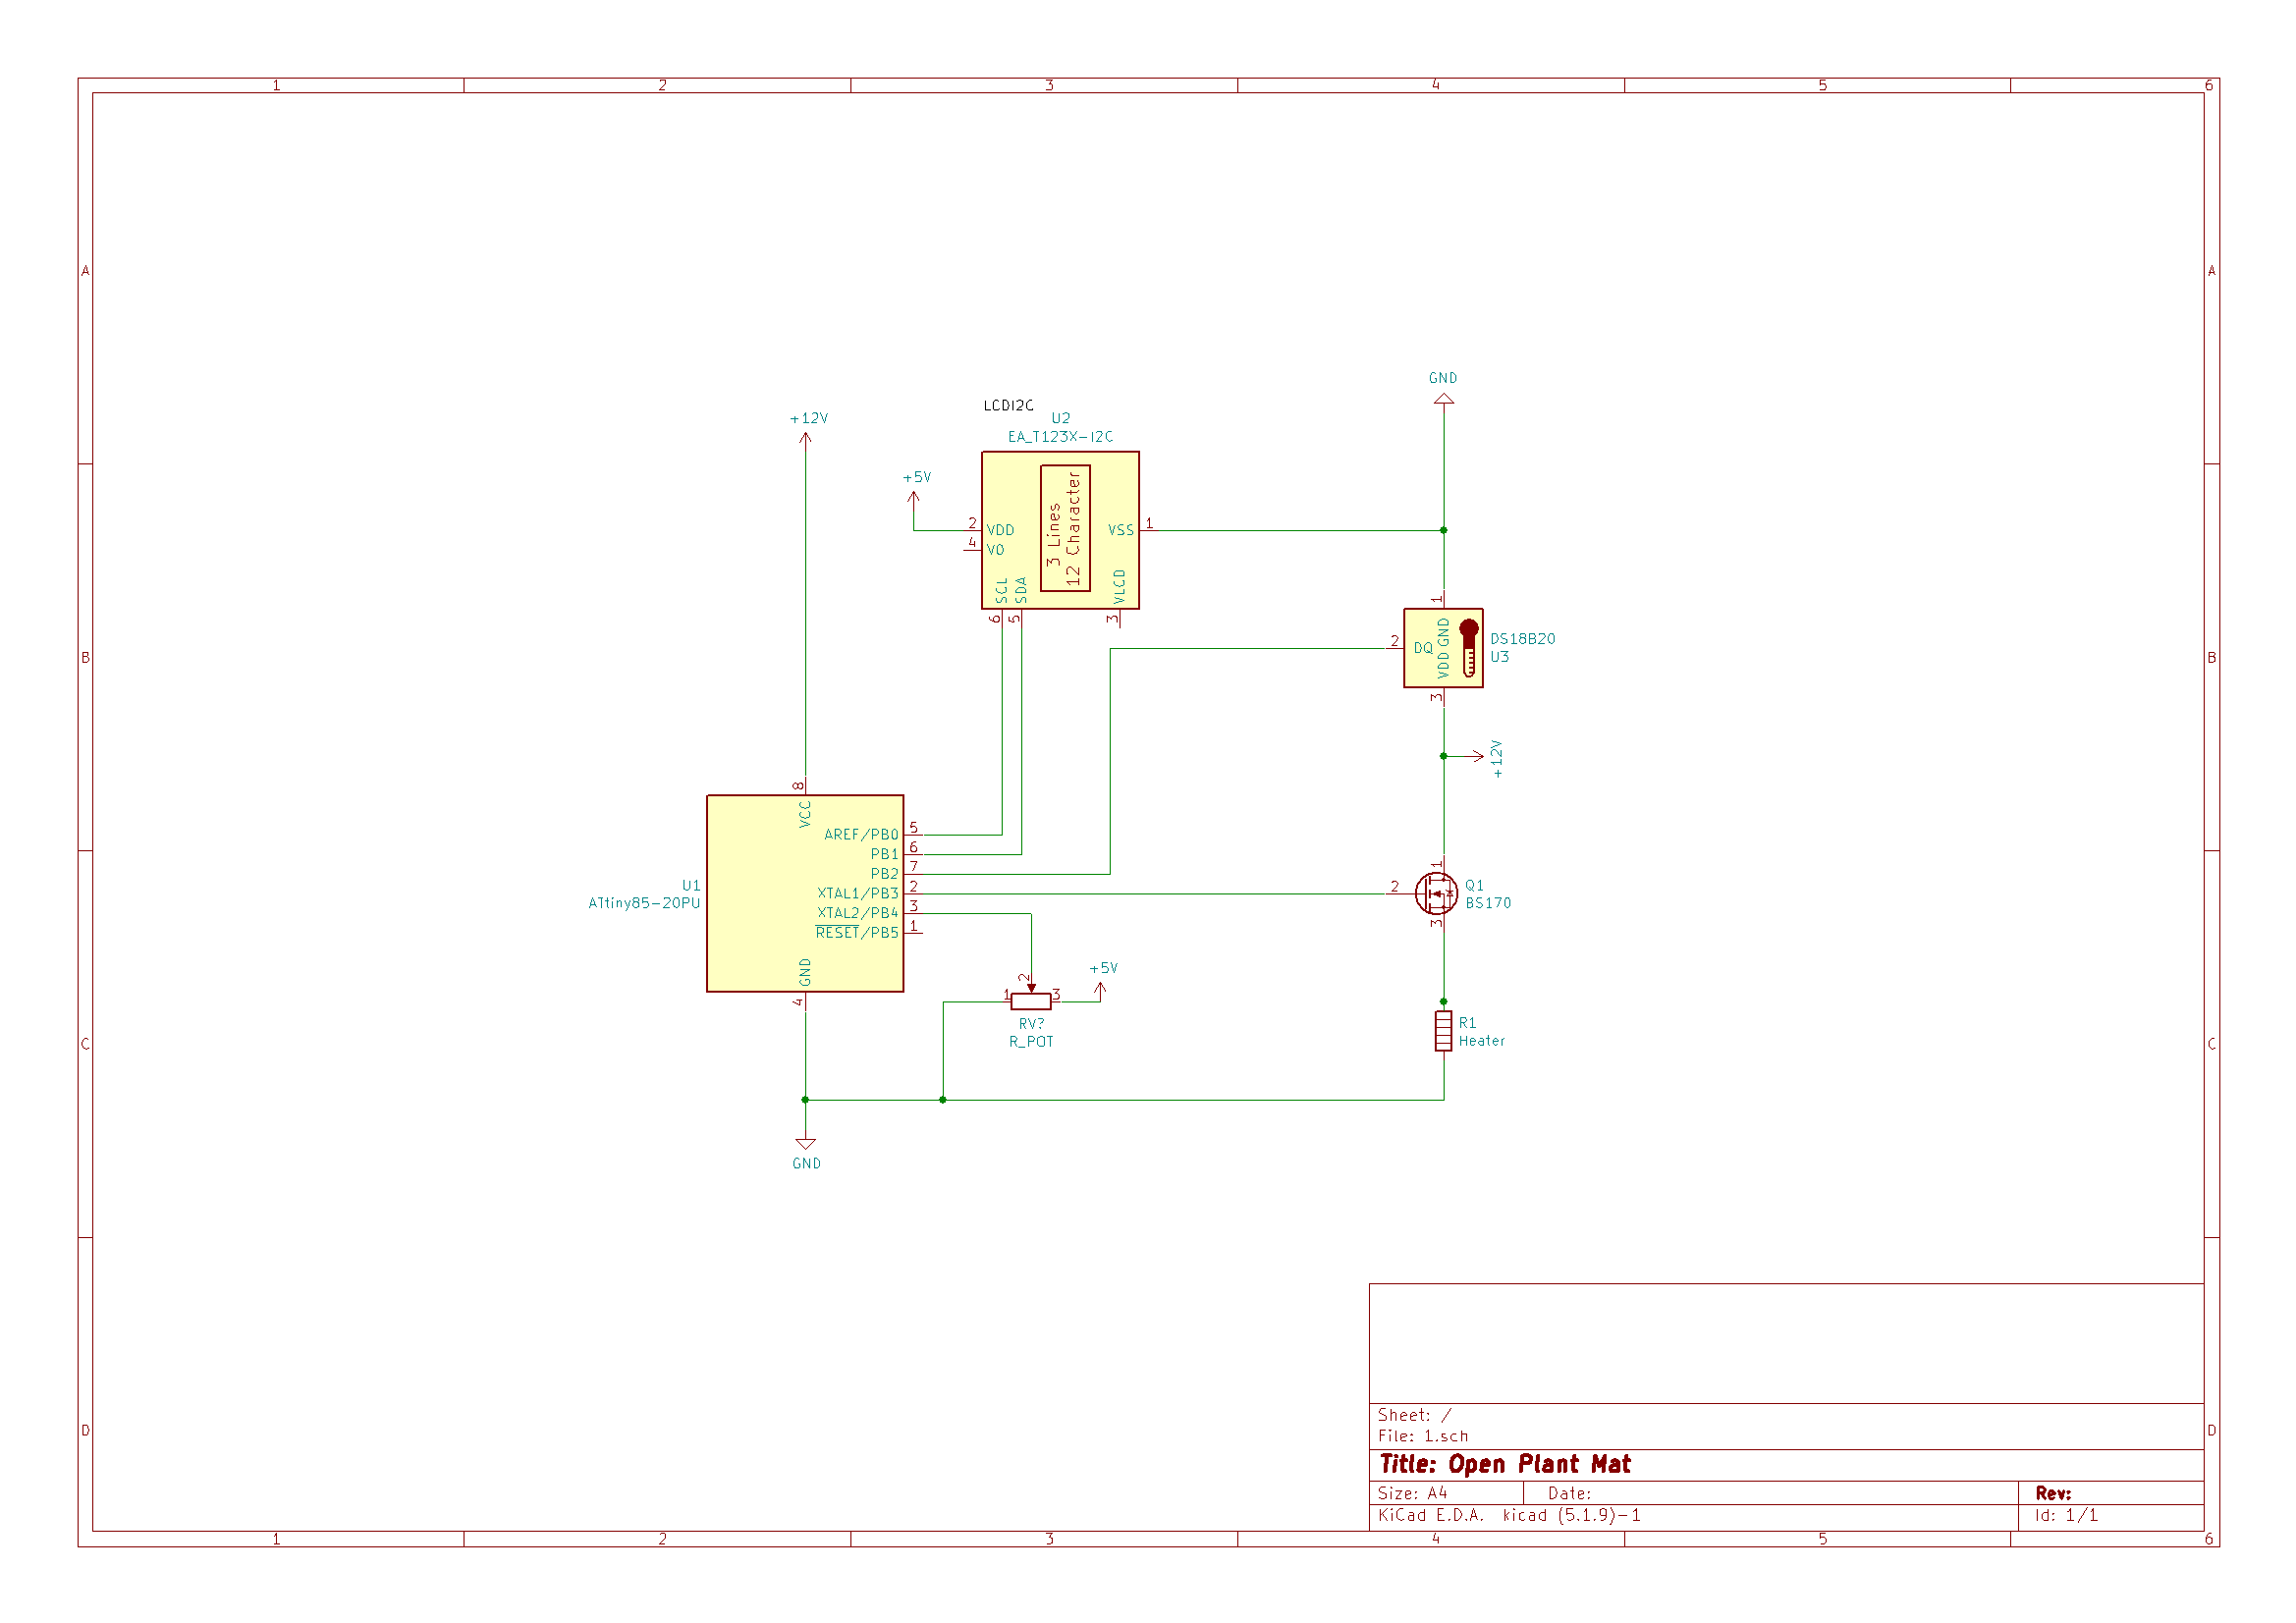 1 2 3 4 5 6
A A
GND
LCDI2C
+12V
U2
EA_T123X-I2C
+5V
3 Lines
12 Character
2 VDD
4 V0
VSS 1
SCL 6
SDA 5
VLCD 3
1
GND
2 DQ
VDD
3
DS18B20
U3
B B
+12V
8
VCC
AREF/PB0 5
PB1 6
PB2 7
XTAL1/PB3 2
XTAL2/PB4 3
RESET/PB5 1
GND
4
U1
ATtiny85-20PU
1
2
3
Q1
BS170
+5V
2
1 3
RV?
R_POT
R1
Heater
C C
GND
Sheet: /
File: 1.sch
D D
Title: Open Plant Mat
Size: A4 Date: Rev:
KiCad E.D.A. kicad (5.1.9)-1 Id: 1/1
1 2 3 4 5 6